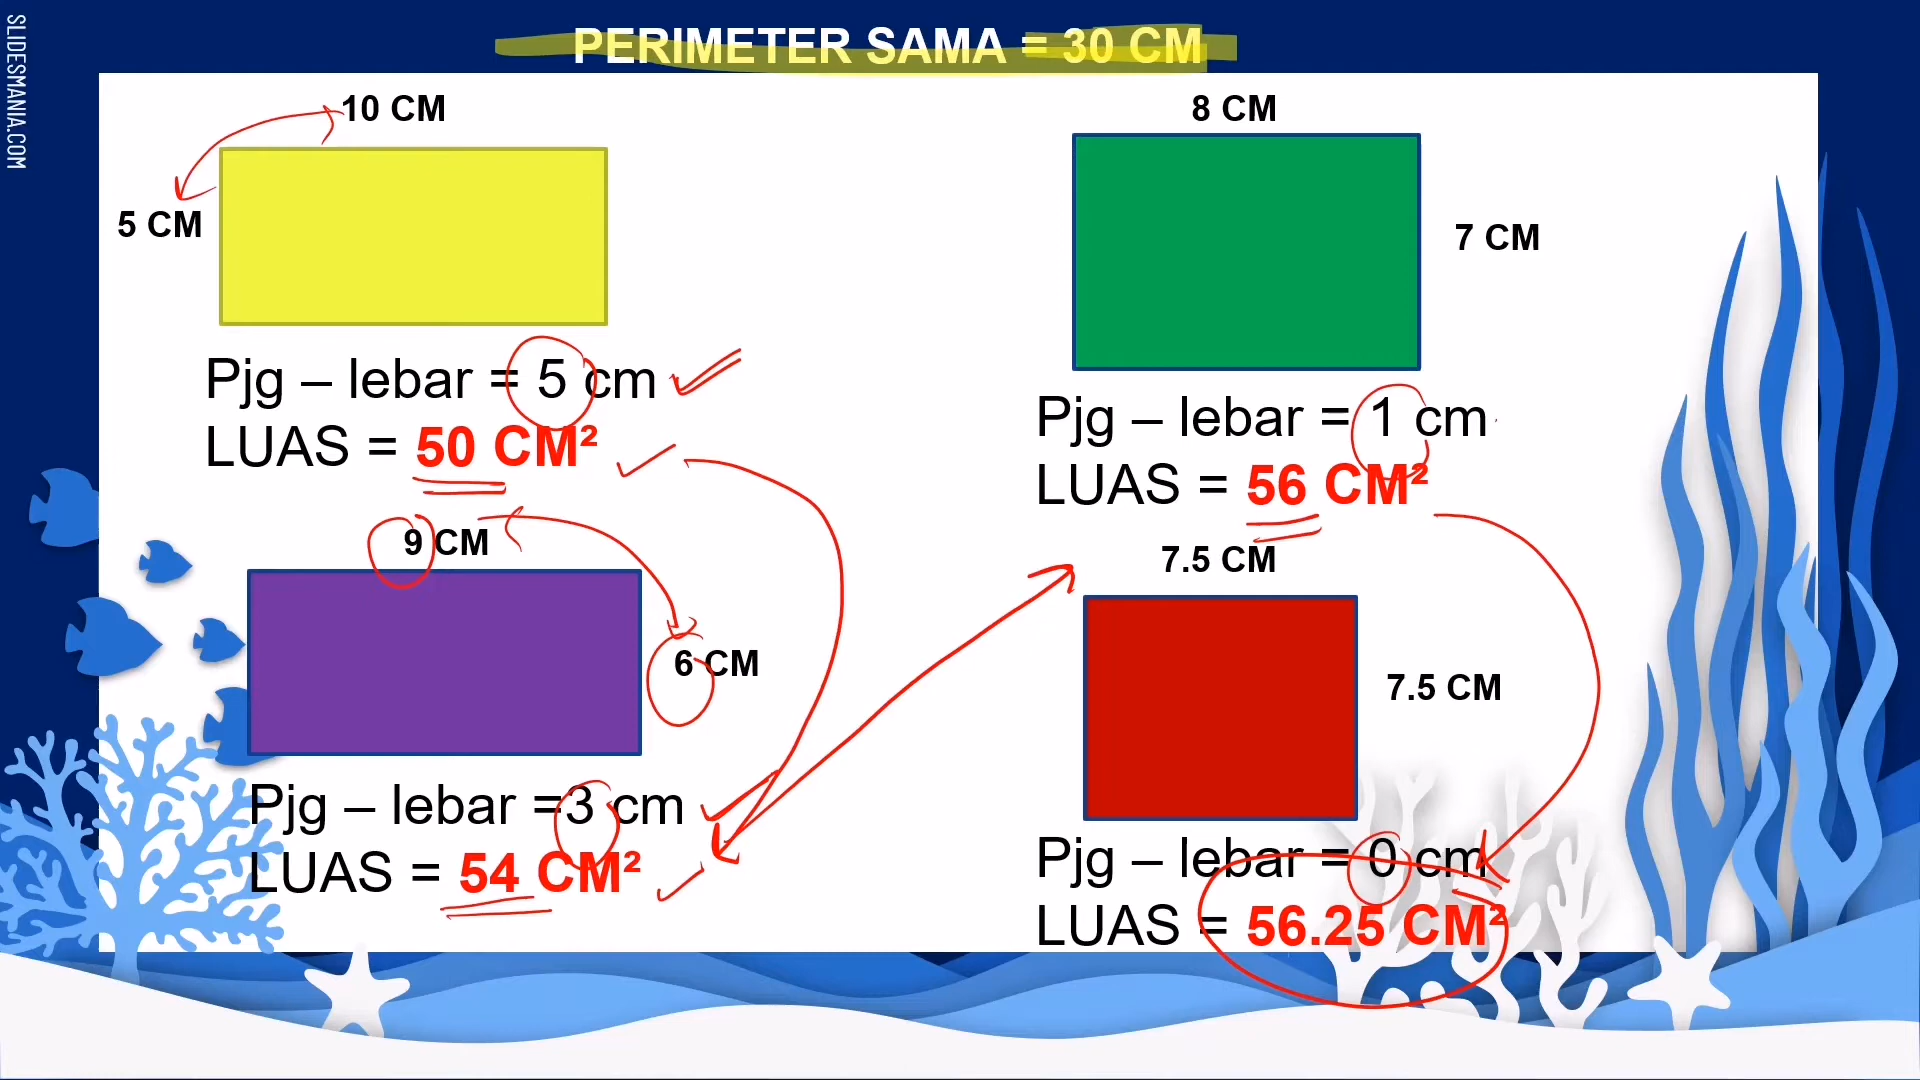 SLIDESMANIA.COM
PERIMETER SAMA = 30 CM
10 CM
5 CM
Pjg – lebar = 5 cm
LUAS = 50 CM²
9 CM
6 CM
Pjg – lebar =3 cm
LUAS = 54 CM²
8 CM
7 CM
Pjg – lebar = 1 cm
LUAS = 56 CM²
7.5 CM
7.5 CM
Pjg – lebar = 0 cm
LUAS = 56.25 CM²